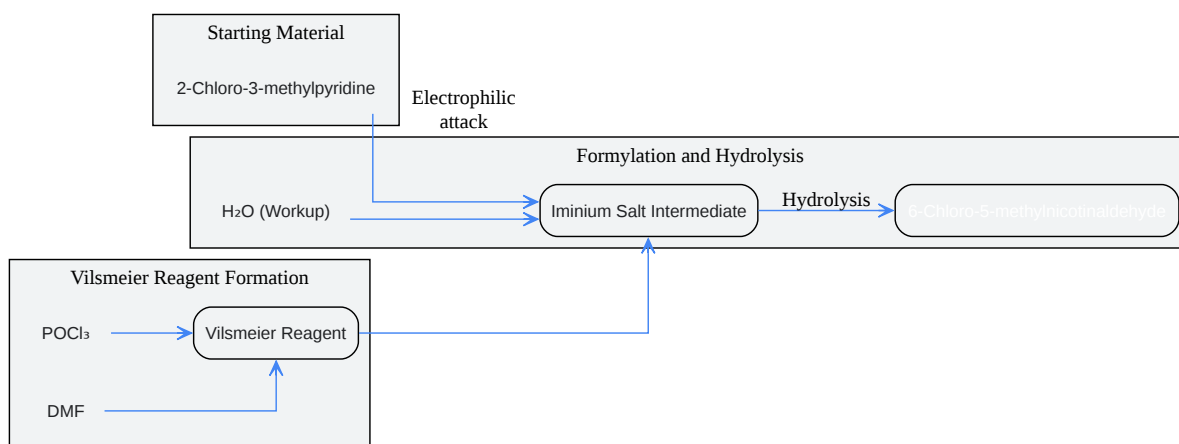 Starting Material
2-Chloro-3-methylpyridine
Electrophilic
attack
Formylation and Hydrolysis
H₂O (Workup)
Iminium Salt Intermediate
Hydrolysis
6-Chloro-5-methylnicotinaldehyde
Vilsmeier Reagent Formation
POCl₃
Vilsmeier Reagent
DMF